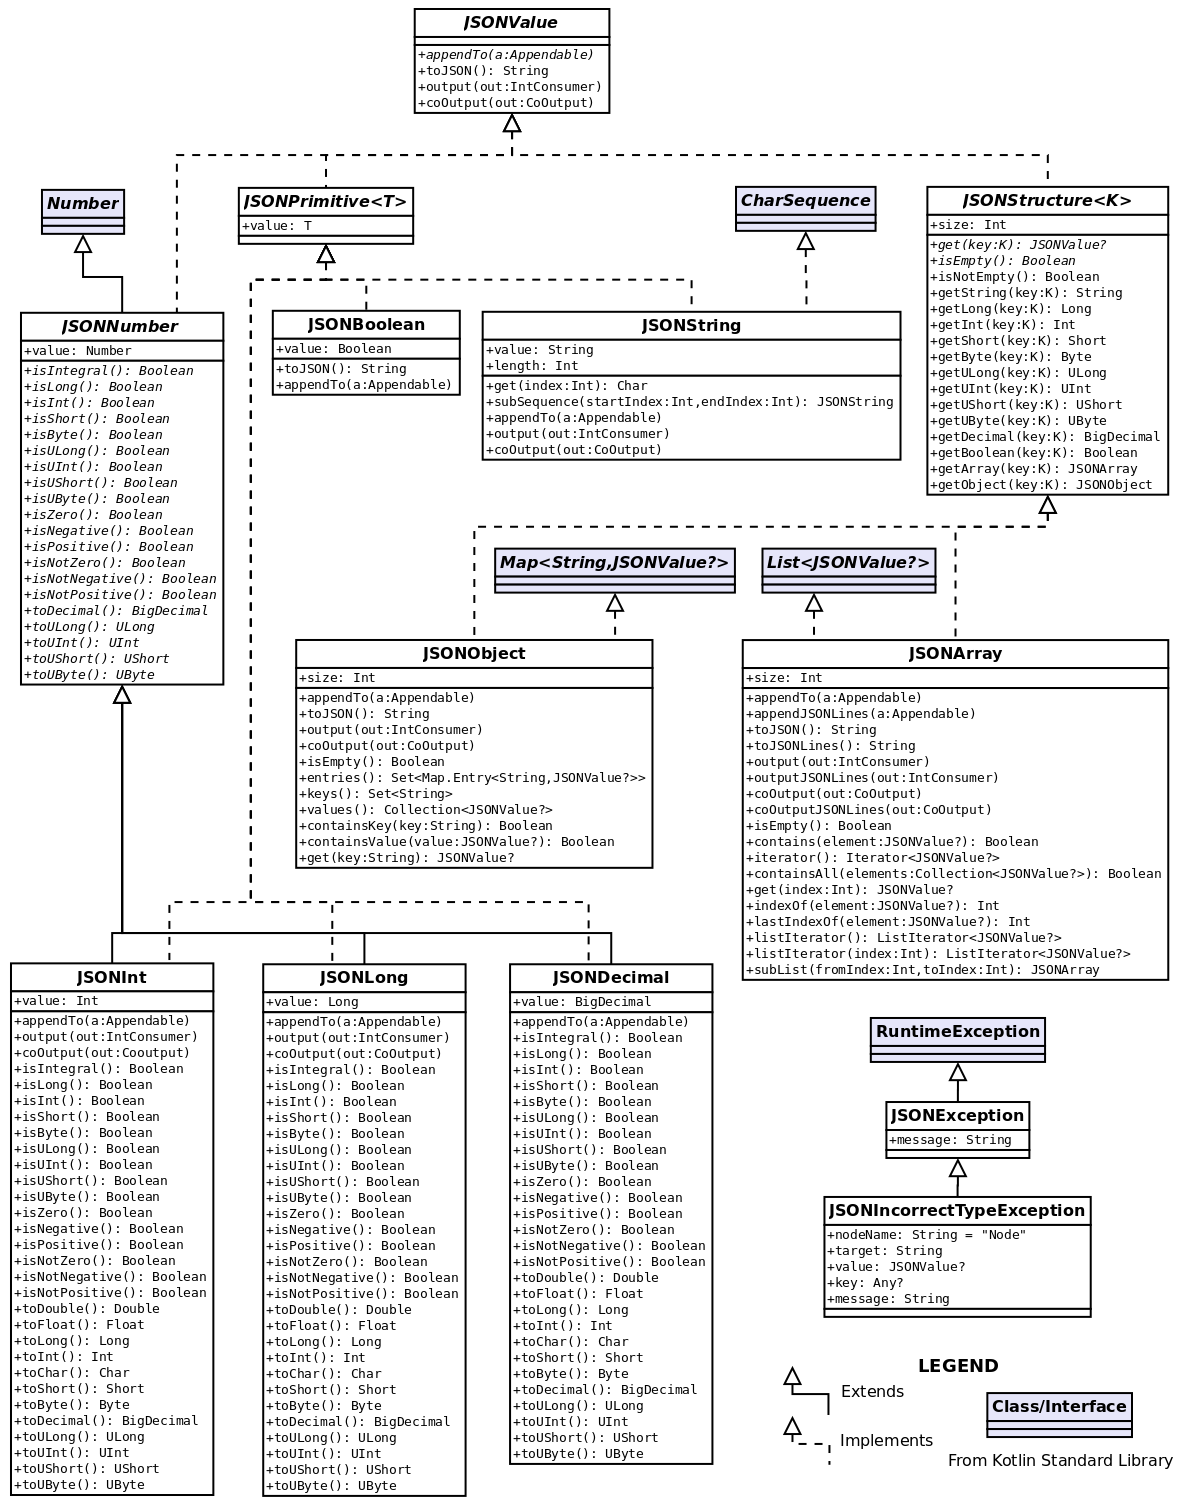 JSONValue
+appendTo(a:Appendable)
+toJSON(): String
+output(out:IntConsumer)
+coOutput(out:CoOutput)
Number
JSONPrimitive<T>
+value: T
CharSequence
JSONStructure<K>
+size: Int
+get(key:K): JSONValue?
+isEmpty(): Boolean
+isNotEmpty(): Boolean
+getString(key:K): String
+getLong(key:K): Long
+getInt(key:K): Int
+getShort(key:K): Short
+getByte(key:K): Byte
+getULong(key:K): ULong
+getUInt(key:K): UInt
+getUShort(key:K): UShort
+getUByte(key:K): UByte
+getDecimal(key:K): BigDecimal
+getBoolean(key:K): Boolean
+getArray(key:K): JSONArray
+getObject(key:K): JSONObject
JSONNumber
+value: Number
+isIntegral(): Boolean
+isLong(): Boolean
+isInt(): Boolean
+isShort(): Boolean
+isByte(): Boolean
+isULong(): Boolean
+isUInt(): Boolean
+isUShort(): Boolean
+isUByte(): Boolean
+isZero(): Boolean
+isNegative(): Boolean
+isPositive(): Boolean
+isNotZero(): Boolean
+isNotNegative(): Boolean
+isNotPositive(): Boolean
+toDecimal(): BigDecimal
+toULong(): ULong
+toUInt(): UInt
+toUShort(): UShort
+toUByte(): UByte
JSONBoolean
+value: Boolean
+toJSON(): String
+appendTo(a:Appendable)
JSONString
+value: String
+length: Int
+get(index:Int): Char
+subSequence(startIndex:Int,endIndex:Int): JSONString
+appendTo(a:Appendable)
+output(out:IntConsumer)
+coOutput(out:CoOutput)
Map<String,JSONValue?>
List<JSONValue?>
JSONObject
+size: Int
+appendTo(a:Appendable)
+toJSON(): String
+output(out:IntConsumer)
+coOutput(out:CoOutput)
+isEmpty(): Boolean
+entries(): Set<Map.Entry<String,JSONValue?>>
+keys(): Set<String>
+values(): Collection<JSONValue?>
+containsKey(key:String): Boolean
+containsValue(value:JSONValue?): Boolean
+get(key:String): JSONValue?
JSONArray
+size: Int
+appendTo(a:Appendable)
+appendJSONLines(a:Appendable)
+toJSON(): String
+toJSONLines(): String
+output(out:IntConsumer)
+outputJSONLines(out:IntConsumer)
+coOutput(out:CoOutput)
+coOutputJSONLines(out:CoOutput)
+isEmpty(): Boolean
+contains(element:JSONValue?): Boolean
+iterator(): Iterator<JSONValue?>
+containsAll(elements:Collection<JSONValue?>): Boolean
+get(index:Int): JSONValue?
+indexOf(element:JSONValue?): Int
+lastIndexOf(element:JSONValue?): Int
+listIterator(): ListIterator<JSONValue?>
+listIterator(index:Int): ListIterator<JSONValue?>
+subList(fromIndex:Int,toIndex:Int): JSONArray
JSONInt
+value: Int
+appendTo(a:Appendable)
+output(out:IntConsumer)
+coOutput(out:Cooutput)
+isIntegral(): Boolean
+isLong(): Boolean
+isInt(): Boolean
+isShort(): Boolean
+isByte(): Boolean
+isULong(): Boolean
+isUInt(): Boolean
+isUShort(): Boolean
+isUByte(): Boolean
+isZero(): Boolean
+isNegative(): Boolean
+isPositive(): Boolean
+isNotZero(): Boolean
+isNotNegative(): Boolean
+isNotPositive(): Boolean
+toDouble(): Double
+toFloat(): Float
+toLong(): Long
+toInt(): Int
+toChar(): Char
+toShort(): Short
+toByte(): Byte
+toDecimal(): BigDecimal
+toULong(): ULong
+toUInt(): UInt
+toUShort(): UShort
+toUByte(): UByte
JSONLong
+value: Long
+appendTo(a:Appendable)
+output(out:IntConsumer)
+coOutput(out:CoOutput)
+isIntegral(): Boolean
+isLong(): Boolean
+isInt(): Boolean
+isShort(): Boolean
+isByte(): Boolean
+isULong(): Boolean
+isUInt(): Boolean
+isUShort(): Boolean
+isUByte(): Boolean
+isZero(): Boolean
+isNegative(): Boolean
+isPositive(): Boolean
+isNotZero(): Boolean
+isNotNegative(): Boolean
+isNotPositive(): Boolean
+toDouble(): Double
+toFloat(): Float
+toLong(): Long
+toInt(): Int
+toChar(): Char
+toShort(): Short
+toByte(): Byte
+toDecimal(): BigDecimal
+toULong(): ULong
+toUInt(): UInt
+toUShort(): UShort
+toUByte(): UByte
JSONDecimal
+value: BigDecimal
+appendTo(a:Appendable)
+isIntegral(): Boolean
+isLong(): Boolean
+isInt(): Boolean
+isShort(): Boolean
+isByte(): Boolean
+isULong(): Boolean
+isUInt(): Boolean
+isUShort(): Boolean
+isUByte(): Boolean
+isZero(): Boolean
+isNegative(): Boolean
+isPositive(): Boolean
+isNotZero(): Boolean
+isNotNegative(): Boolean
+isNotPositive(): Boolean
+toDouble(): Double
+toFloat(): Float
+toLong(): Long
+toInt(): Int
+toChar(): Char
+toShort(): Short
+toByte(): Byte
+toDecimal(): BigDecimal
+toULong(): ULong
+toUInt(): UInt
+toUShort(): UShort
+toUByte(): UByte
RuntimeException
JSONException
+message: String
JSONIncorrectTypeException
+nodeName: String = "Node"
+target: String
+value: JSONValue?
+key: Any?
+message: String
LEGEND
Extends
Implements
Class/Interface
From Kotlin Standard Library